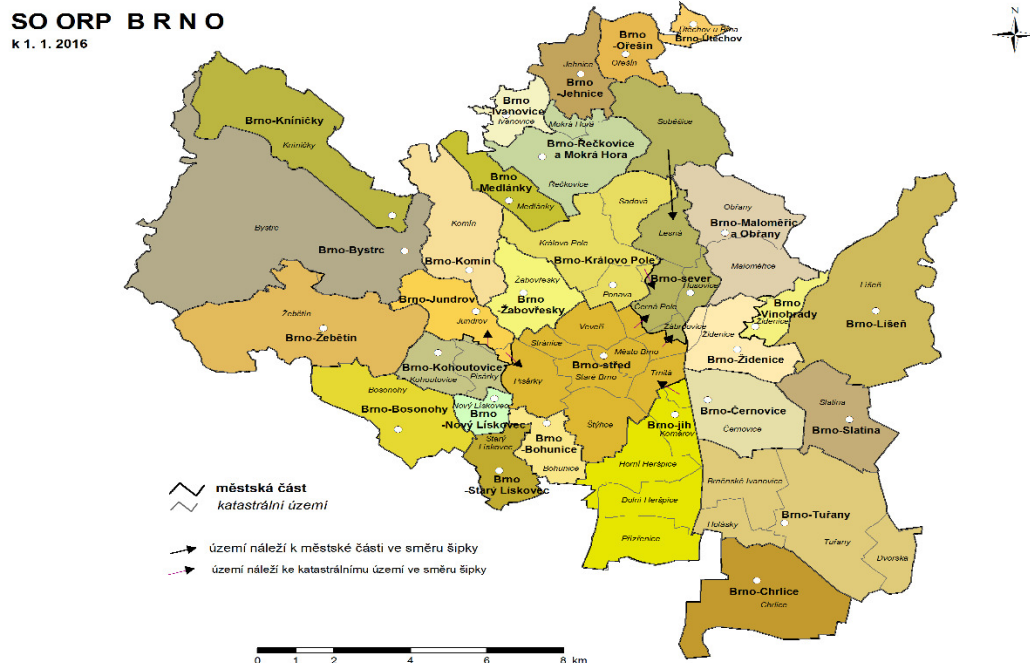 SO ORP BRNO
k 1. 1. 2016
N
Útěchov u Brna
Brno-Útěchov
Brno
-Ořešín
Ořešín
Jehnice
Brno
-Jehnice
Brno
-Ivanovice
Ivanovice
Mokrá Hora
Brno-Řečkovice
a Mokrá Hora
Řečkovice
Soběšice
Brno-Kníničky
Kníničky
Brno
-Medlánky
Medlánky
Sadová
Obřany
Brno-Maloměřice
a Obřany
Maloměřice
Lesná
Bystrc
Brno-Bystrc
Komín
Brno-Komín
Královo Pole
Brno-Královo Pole
Ponava
Brno-sever
Husovice
Černá Pole
Zábrdovice
Žabovřesky
Brno
-Žabovřesky
Líšeň
Brno-Líšeň
Brno
-Vinohrady
Židenice
Židenice
Brno-Židenice
Žebětín
Brno-Žebětín
Brno-Jundrov
Jundrov
Veveří
Stránice
Město Brno
Brno-střed
Staré Brno
Trnitá
Pisárky
Štýřice
Brno-Kohoutovice
Kohoutovice
Pisárky
Bosonohy
Brno-Bosonohy
Nový Lískovec
Brno
-Nový Lískovec
Starý
Lískovec
Brno
-Starý Lískovec
Brno
-Bohunice
Bohunice
Brno-jih
Komárov
Horní Heršpice
Dolní Heršpice
Přízřenice
Brno-Černovice
Černovice
Slatina
Brno-Slatina
Brněnské Ivanovice
Brno-Tuřany
Holásky
Tuřany
Dvorska
Brno-Chrlice
Chrlice
městská část
katastrální území
území náleží k městské části ve směru šipky
území náleží ke katastrálnímu území ve směru šipky
0 1 2 4 6 8 km